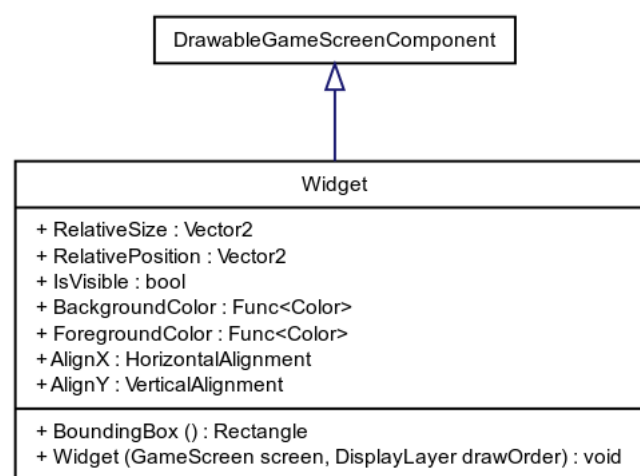 DrawableGameScreenComponent
Widget
+ RelativeSize : Vector2
+ RelativePosition : Vector2
+ IsVisible : bool
+ BackgroundColor : Func<Color>
+ ForegroundColor : Func<Color>
+ AlignX : HorizontalAlignment
+ AlignY : VerticalAlignment
+ BoundingBox () : Rectangle
+ Widget (GameScreen screen, DisplayLayer drawOrder) : void